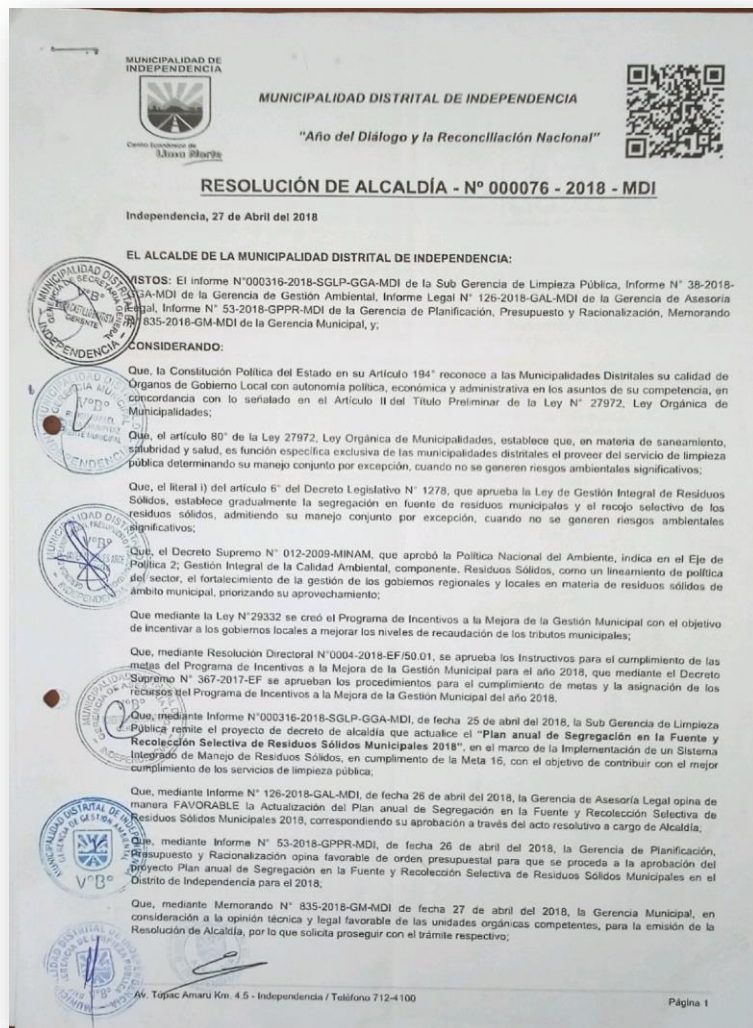 MUNICIPALIDAD DE
INDEPENDENCIA
Centro Económico de
Lima Norte
MUNICIPALIDAD DISTRITAL DE INDEPENDENCIA
"Año del Diálogo y la Reconciliación Nacional"
RESOLUCIÓN DE ALCALDÍA - Nº 000076 - 2018 - MDI
Independencia, 27 de Abril del 2018
EL ALCALDE DE LA MUNICIPALIDAD DISTRITAL DE INDEPENDENCIA:
VISTOS: El informe N°000316-2018-SGLP-GGA-MDI de la Sub Gerencia de Limpieza Pública, Informe N° 38-2018-
GGA-MDI de la Gerencia de Gestión Ambiental, Informe Legal N° 126-2018-GAL-MDI de la Gerencia de Asesoría
Legal, Informe N° 53-2018-GPPR-MDI de la Gerencia de Planificación, Presupuesto y Racionalización, Memorando
N° 835-2018-GM-MDI de la Gerencia Municipal, y;
CONSIDERANDO:
Que, la Constitución Política del Estado en su Artículo 194° reconoce a las Municipalidades Distritales su calidad de
Órganos de Gobierno Local con autonomía política, económica y administrativa en los asuntos de su competencia, en
concordancia con lo señalado en el Artículo II del Título Preliminar de la Ley N° 27972, Ley Orgánica de
Municipalidades;
Que, el artículo 80° de la Ley 27972, Ley Orgánica de Municipalidades, establece que, en materia de saneamiento,
salubridad y salud, es función específica exclusiva de las municipalidades distritales el proveer del servicio de limpieza
pública determinando su manejo conjunto por excepción, cuando no se generen riesgos ambientales significativos;
Que, el literal i) del artículo 6° del Decreto Legislativo N° 1278, que aprueba la Ley de Gestión Integral de Residuos
Sólidos, establece gradualmente la segregación en fuente de residuos municipales y el recojo selectivo de los
residuos sólidos, admitiendo su manejo conjunto por excepción, cuando no se generen riesgos ambientales
significativos;
Que, el Decreto Supremo N° 012-2009-MINAM, que aprobó la Política Nacional del Ambiente, indica en el Eje de
Política 2; Gestión Integral de la Calidad Ambiental, componente. Residuos Sólidos, como un lineamiento de política
del sector, el fortalecimiento de la gestión de los gobiernos regionales y locales en materia de residuos sólidos de
ámbito municipal, priorizando su aprovechamiento;
Que mediante la Ley N°29332 se creó el Programa de Incentivos a la Mejora de la Gestión Municipal con el objetivo
de incentivar a los gobiernos locales a mejorar los niveles de recaudación de los tributos municipales;
Que, mediante Resolución Directoral N°0004-2018-EF/50.01, se aprueba los Instructivos para el cumplimiento de las
metas del Programa de Incentivos a la Mejora de la Gestión Municipal para el año 2018, que mediante el Decreto
Supremo N° 367-2017-EF se aprueban los procedimientos para el cumplimiento de metas y la asignación de los
recursos del Programa de Incentivos a la Mejora de la Gestión Municipal del año 2018.
Que, mediante Informe N°000316-2018-SGLP-GGA-MDI, de fecha 25 de abril del 2018, la Sub Gerencia de Limpieza
Pública remite el proyecto de decreto de alcaldía que actualice el "Plan anual de Segregación en la Fuente y
Recolección Selectiva de Residuos Sólidos Municipales 2018", en el marco de la Implementación de un Sistema
Integrado de Manejo de Residuos Sólidos, en cumplimento de la Meta 16, con el objetivo de contribuir con el mejor
cumplimiento de los servicios de limpieza pública;
Que, mediante Informe N° 126-2018-GAL-MDI, de fecha 26 de abril del 2018, la Gerencia de Asesoría Legal opina de
manera FAVORABLE la Actualización del Plan anual de Segregación en la Fuente y Recolección Selectiva de
Residuos Sólidos Municipales 2018, correspondiendo su aprobación a través del acto resolutivo a cargo de Alcaldía;
Que, mediante Informe N° 53-2018-GPPR-MDI, de fecha 26 de abril del 2018, la Gerencia de Planificación,
Presupuesto y Racionalización opina favorable de orden presupuestal para que se proceda a la aprobación del
proyecto Plan anual de Segregación en la Fuente y Recolección Selectiva de Residuos Sólidos Municipales en el
Distrito de Independencia para el 2018;
Que, mediante Memorando N° 835-2018-GM-MDI de fecha 27 de abril del 2018, la Gerencia Municipal, en
consideración a la opinión técnica y legal favorable de las unidades orgánicas competentes, para la emisión de la
Resolución de Alcaldía, por lo que solicita proseguir con el trámite respectivo;
Av. Túpac Amaru Km. 4.5 - Independencia / Teléfono 712-4100
Página 1